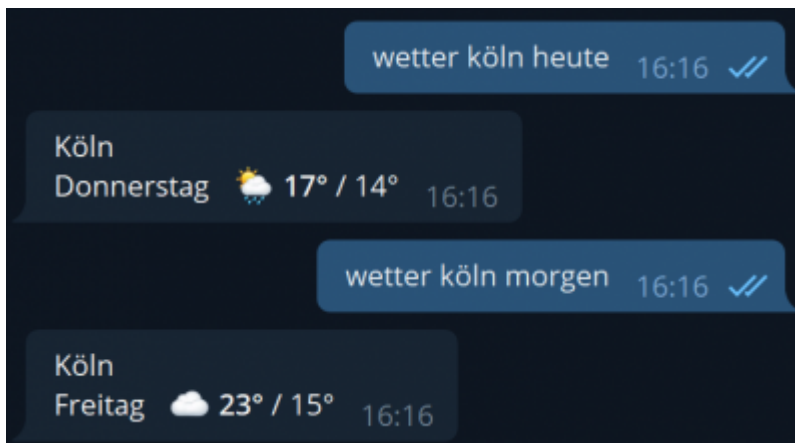 wetter köln heute 16:16
Köln
Donnerstag 🌦️ 17° / 14° 16:16
wetter köln morgen 16:16
Köln
Freitag ☁️ 23° / 15° 16:16